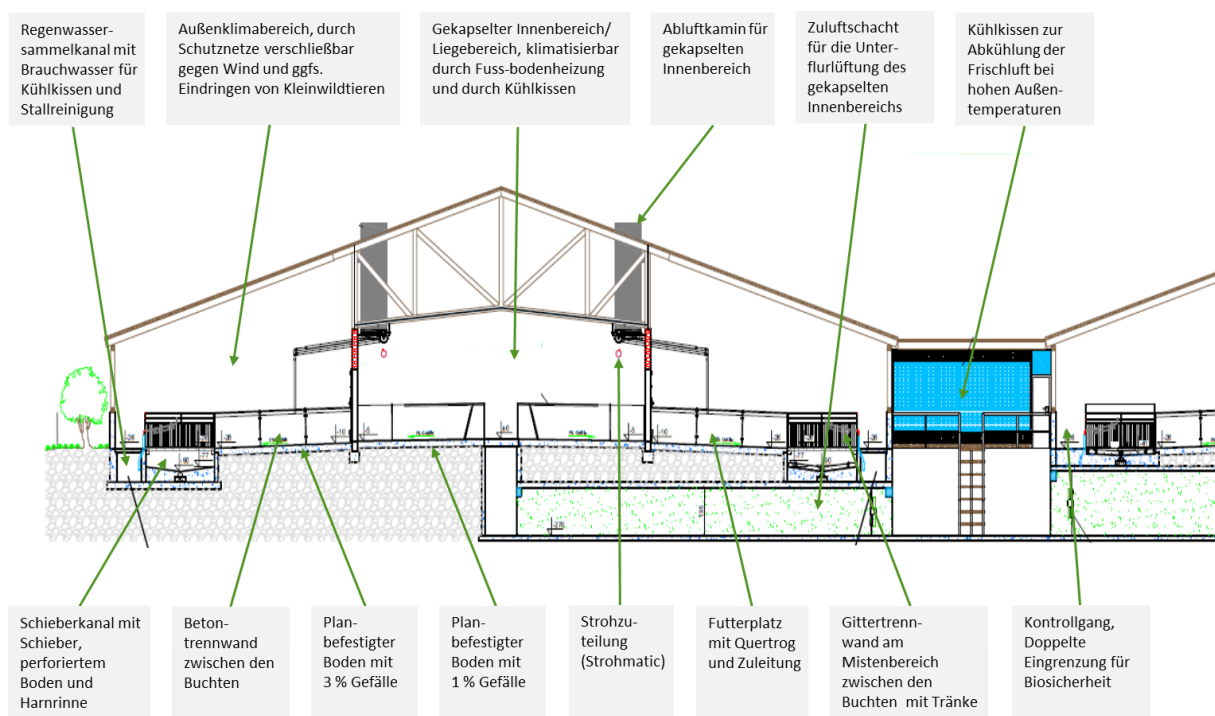 Regenwasser-
sammelkanal mit
Brauchwasser für
Kühlkissen und
Stallreinigung
Außenklimabereich, durch
Schutznetze verschließbar
gegen Wind und ggfs.
Eindringen von Kleinwildtieren
Gekapselter Innenbereich/
Liegebereich, klimatisierbar
durch Fuss-bodenheizung
und durch Kühlkissen
Abluftkamin für
gekapselten
Innenbereich
Zuluftschacht
für die Unter-
flurlüftung des
gekapselten
Innenbereichs
Kühlkissen zur
Abkühlung der
Frischluft bei
hohen Außen-
temperaturen
Schieberkanal mit
Schieber,
perforiertem
Boden und
Harnrinne
Beton-
trennwand
zwischen den
Buchten
Plan-
befestigter
Boden mit
3 % Gefälle
Plan-
befestigter
Boden mit
1 % Gefälle
Strohzu-
teilung
(Strohmatic)
Futterplatz
mit Quertrog
und Zuleitung
Gittertrenn-
wand am
Mistenbereich
zwischen den
Buchten mit Tränke
Kontrollgang,
Doppelte
Eingrenzung für
Biosicherheit